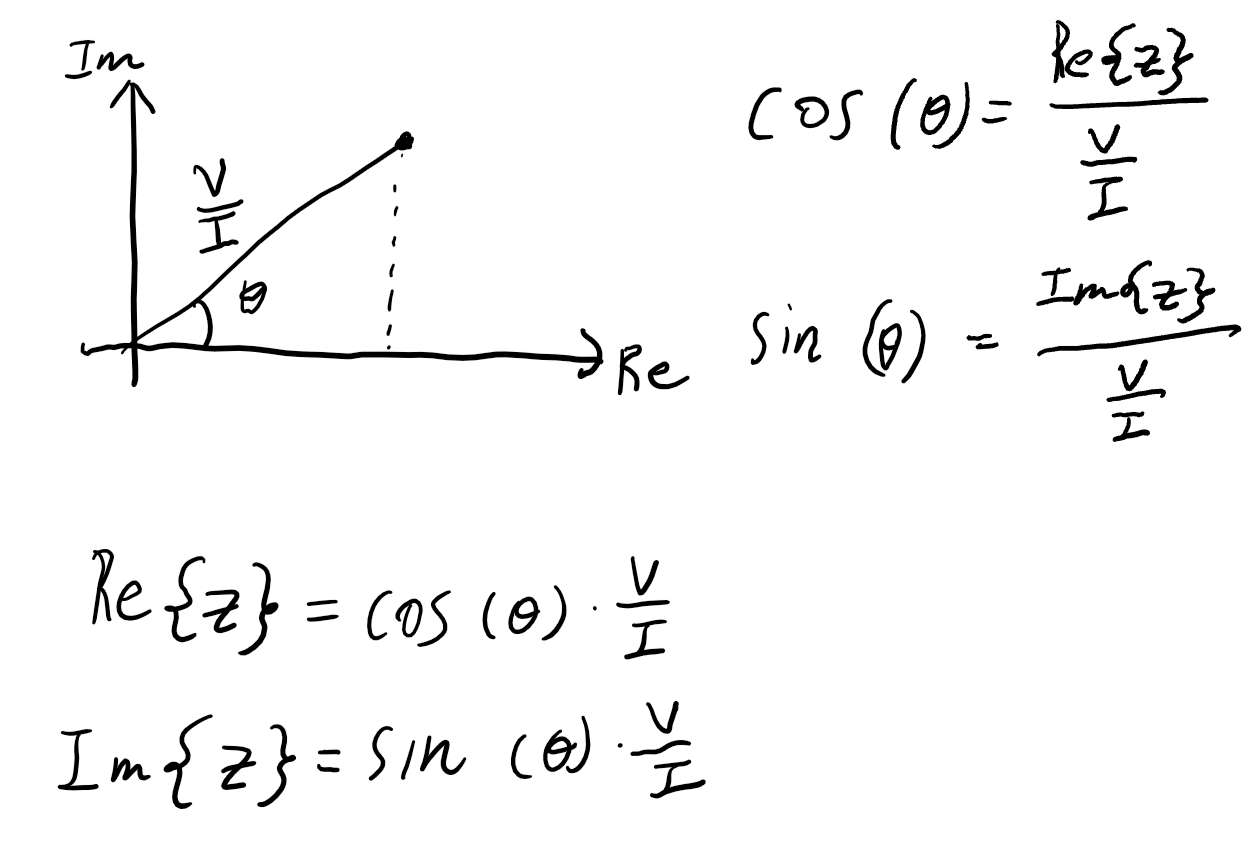 Im
V/I
θ
Re
cos (θ) = Re{z} / (V/I)
sin (θ) = Im{z} / (V/I)
Re{z} = cos (θ) · V/I
Im{z} = sin (θ) · V/I